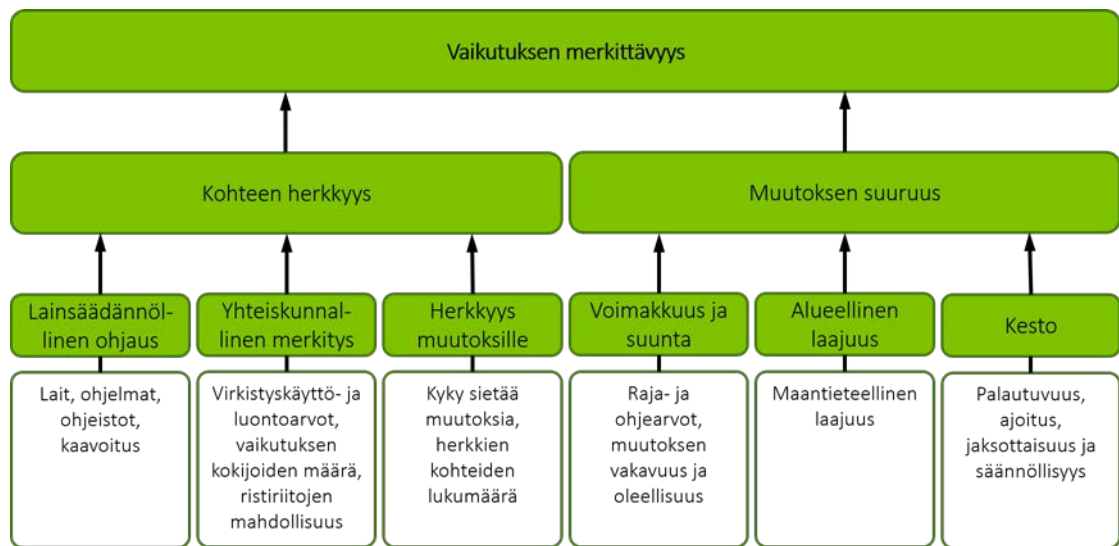 Vaikutuksen merkittävyys
Kohteen herkkyys
Muutoksen suuruus
Lainsäädännöl-
linen ohjaus
Yhteiskunnal-
linen merkitys
Herkkyys
muutoksille
Voimakkuus ja
suunta
Alueellinen
laajuus
Kesto
Lait, ohjelmat,
ohjeistot,
kaavoitus
Virkistyskäyttö- ja
luontoarvot,
vaikutuksen
kokijoiden määrä,
ristiriitojen
mahdollisuus
Kyky sietää
muutoksia,
herkkien
kohteiden
lukumäärä
Raja- ja
ohjearvot,
muutoksen
vakavuus ja
oleellisuus
Maantieteellinen
laajuus
Palautuvuus,
ajoitus,
jaksottaisuus ja
säännöllisyys